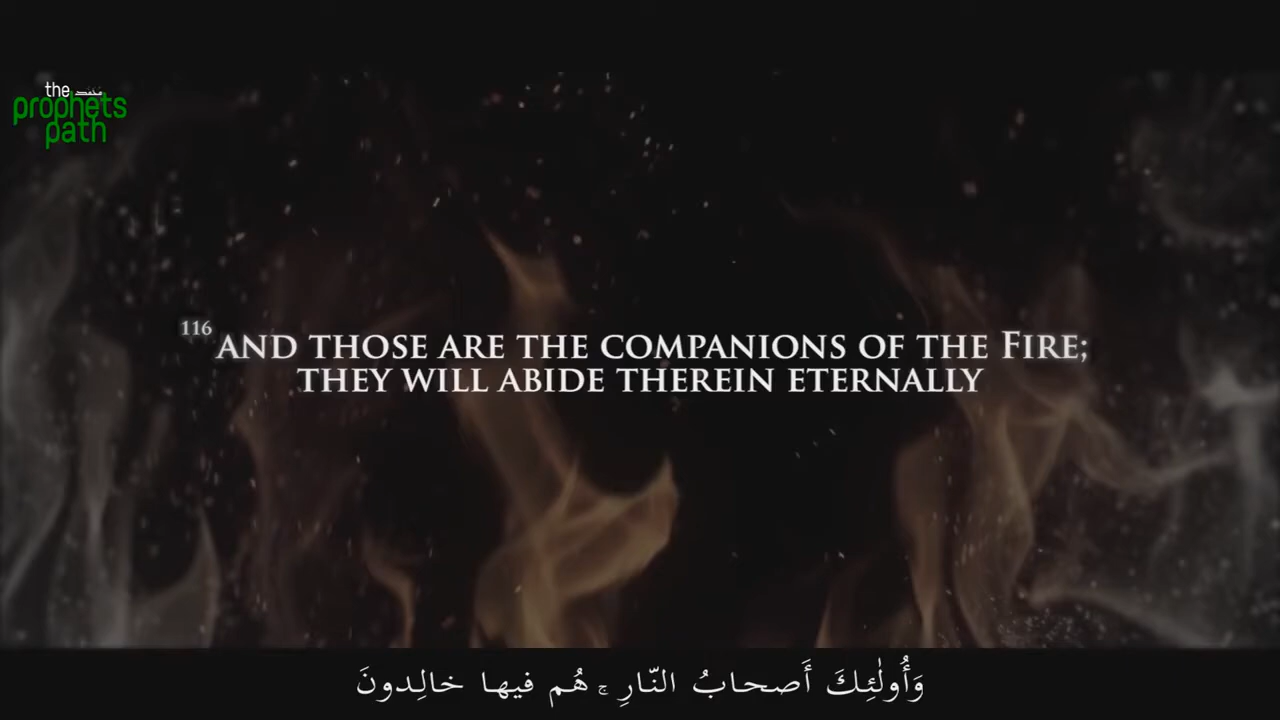 the
prophets
path
116 AND THOSE ARE THE COMPANIONS OF THE FIRE;
THEY WILL ABIDE THEREIN ETERNALLY
وَأُولَٰئِكَ أَصحابُ النّارِ ۚ هُم فيها خالِدونَ